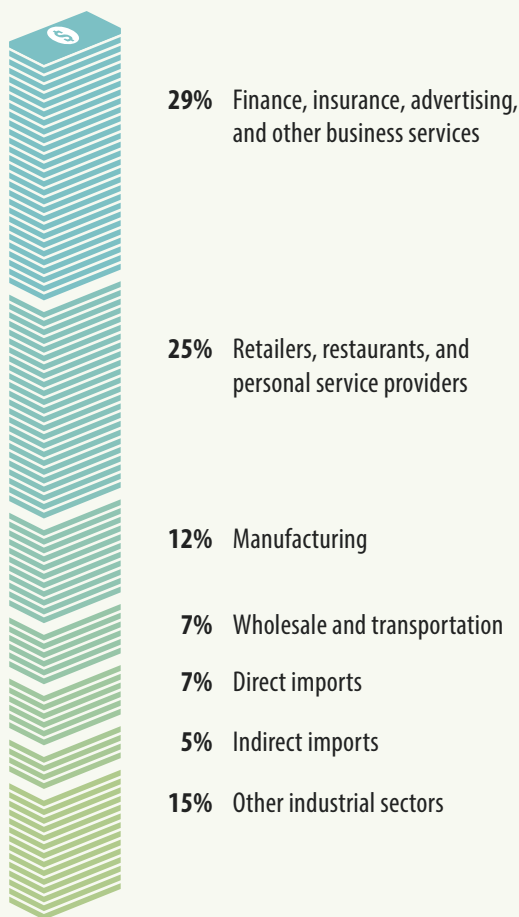 $
29% Finance, insurance, advertising,
and other business services
25% Retailers, restaurants, and
personal service providers
12% Manufacturing
7% Wholesale and transportation
7% Direct imports
5% Indirect imports
15% Other industrial sectors